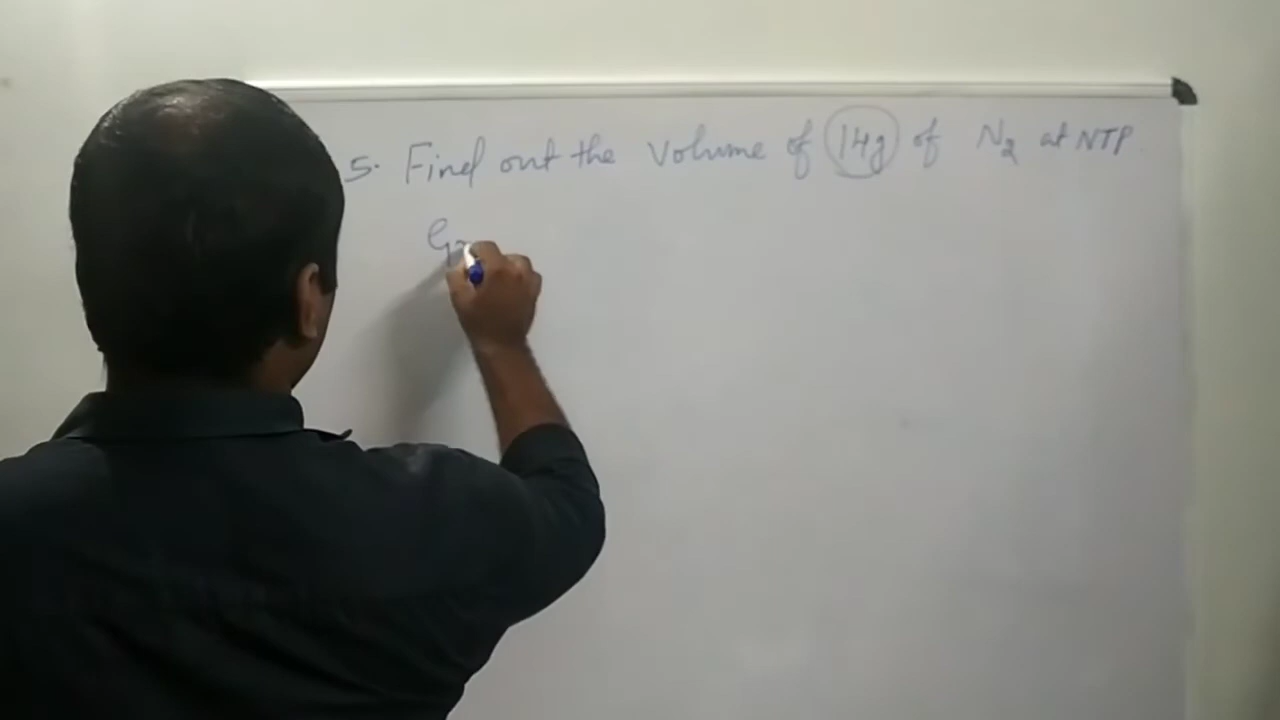 5. Find out the volume of 14g of N₂ at NTP.